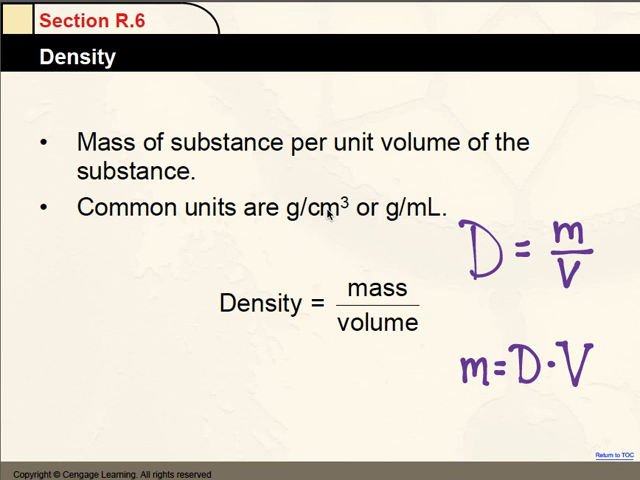 Section R.6
Density
• Mass of substance per unit volume of the
substance.
• Common units are g/cm³ or g/mL.
D = m/V
Density = mass/volume
m = D · V
Return to TOC
Copyright © Cengage Learning. All rights reserved